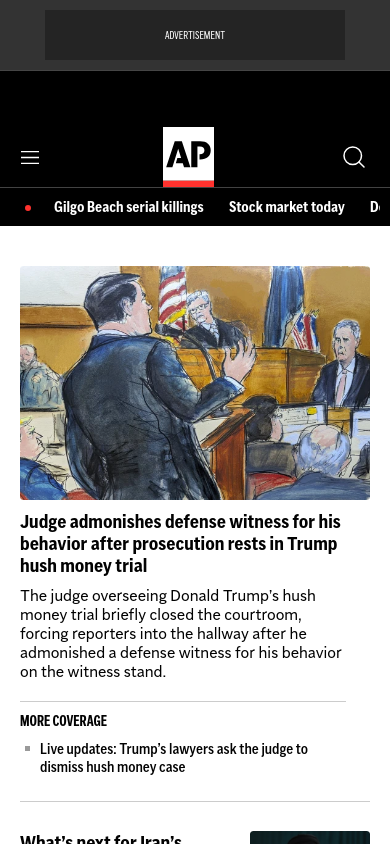 ADVERTISEMENT
AP
Gilgo Beach serial killings Stock market today
Judge admonishes defense witness for his
behavior after prosecution rests in Trump
hush money trial
The judge overseeing Donald Trump's hush
money trial briefly closed the courtroom,
forcing reporters into the hallway after he
admonished a defense witness for his behavior
on the witness stand.
MORE COVERAGE
Live updates: Trump's lawyers ask the judge to
dismiss hush money case
What's next for Iran's